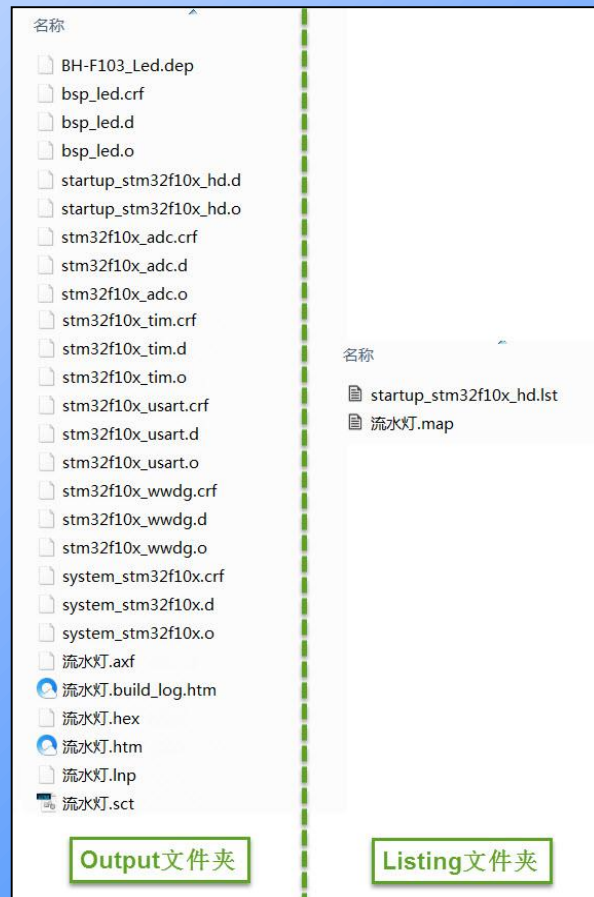 名称
BH-F103_Led.dep
bsp_led.crf
bsp_led.d
bsp_led.o
startup_stm32f10x_hd.d
startup_stm32f10x_hd.o
stm32f10x_adc.crf
stm32f10x_adc.d
stm32f10x_adc.o
stm32f10x_tim.crf
stm32f10x_tim.d
stm32f10x_tim.o
stm32f10x_usart.crf
stm32f10x_usart.d
stm32f10x_usart.o
stm32f10x_wwdg.crf
stm32f10x_wwdg.d
stm32f10x_wwdg.o
system_stm32f10x.crf
system_stm32f10x.d
system_stm32f10x.o
流水灯.axf
流水灯.build_log.htm
流水灯.hex
流水灯.htm
流水灯.lnp
流水灯.sct
Output文件夹
名称
startup_stm32f10x_hd.lst
流水灯.map
Listing文件夹